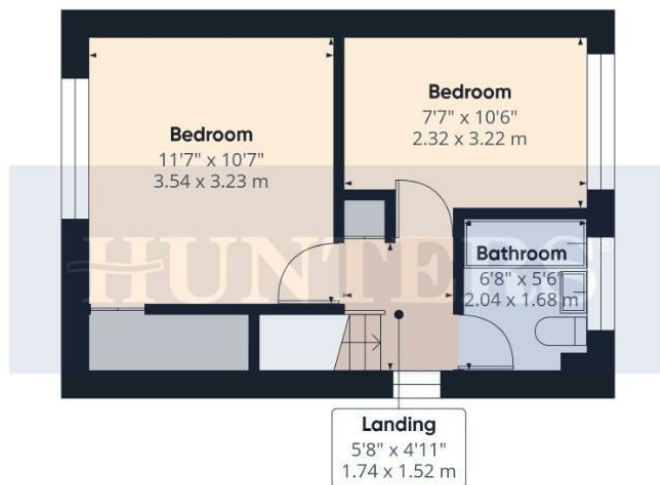 Bedroom
11'7" x 10'7"
3.54 x 3.23 m
Bedroom
7'7" x 10'6"
2.32 x 3.22 m
HUNTERS
Bathroom
6'8" x 5'6"
2.04 x 1.68 m
Landing
5'8" x 4'11"
1.74 x 1.52 m